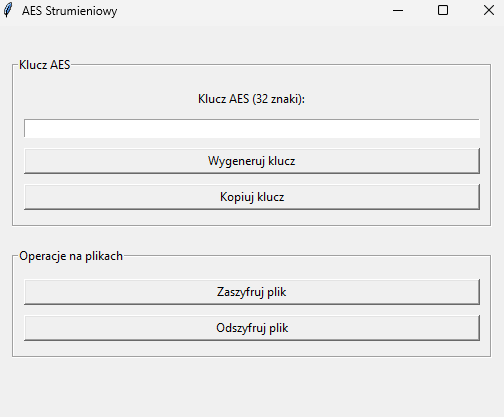 AES Strumieniowy
Klucz AES
Klucz AES (32 znaki):
Wygeneruj klucz
Kopiuj klucz
Operacje na plikach
Zaszyfruj plik
Odszyfruj plik